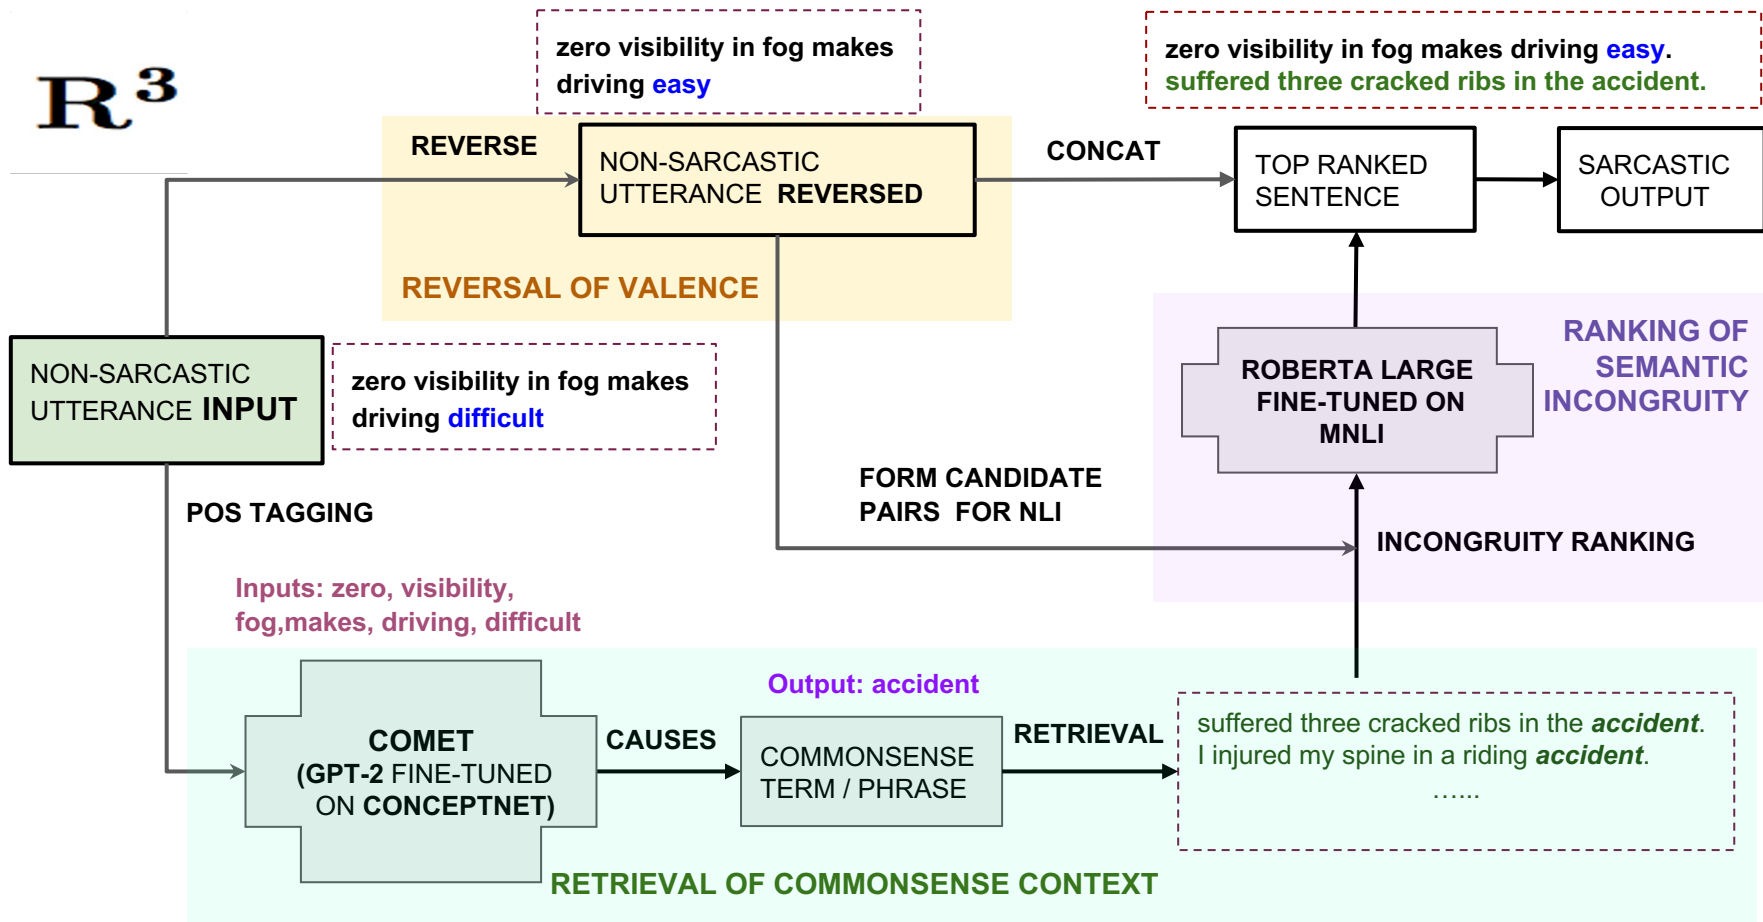 R³
zero visibility in fog makes
driving easy
zero visibility in fog makes driving easy.
suffered three cracked ribs in the accident.
REVERSE
NON-SARCASTIC
UTTERANCE REVERSED
CONCAT
TOP RANKED
SENTENCE
SARCASTIC
OUTPUT
REVERSAL OF VALENCE
NON-SARCASTIC
UTTERANCE INPUT
zero visibility in fog makes
driving difficult
RANKING OF
SEMANTIC
INCONGRUITY
ROBERTA LARGE
FINE-TUNED ON
MNLI
POS TAGGING
FORM CANDIDATE
PAIRS FOR NLI
INCONGRUITY RANKING
Inputs: zero, visibility,
fog,makes, driving, difficult
COMET
(GPT-2 FINE-TUNED
ON CONCEPTNET)
CAUSES
Output: accident
COMMONSENSE
TERM / PHRASE
RETRIEVAL
suffered three cracked ribs in the accident.
I injured my spine in a riding accident.
…...
RETRIEVAL OF COMMONSENSE CONTEXT